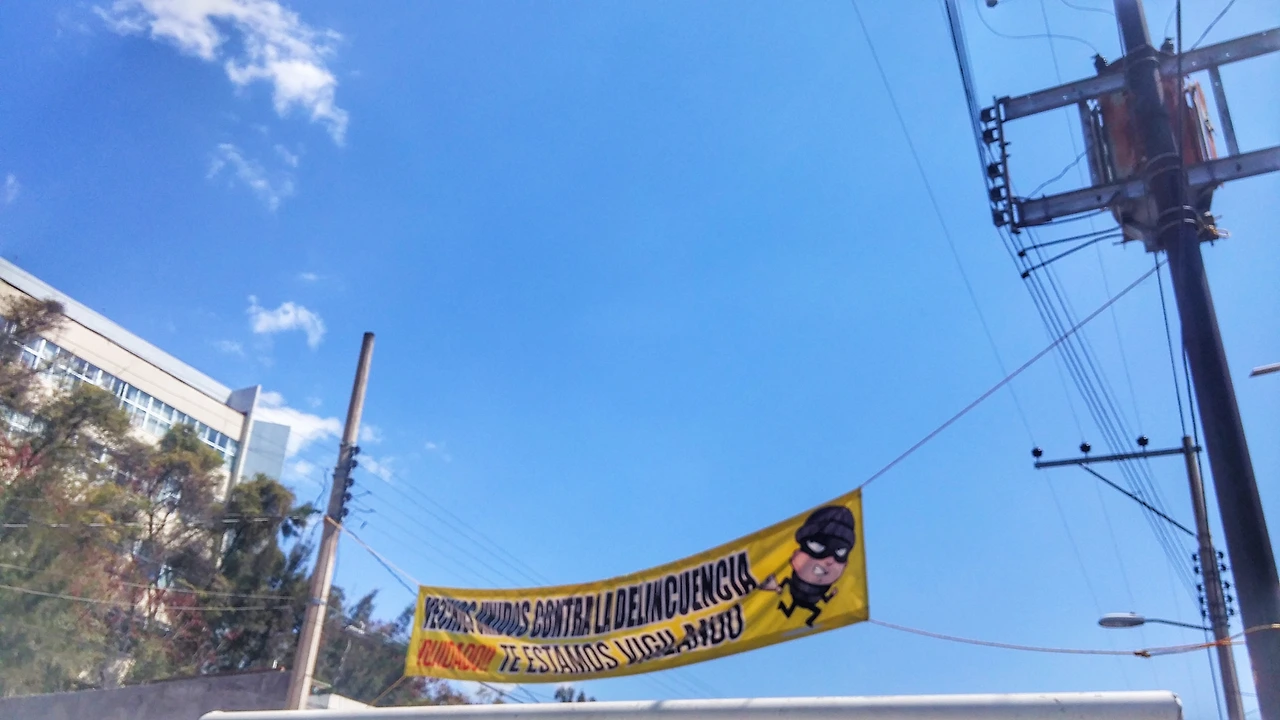 VECINOS UNIDOS CONTRA LA DELINCUENCIA
CUIDADO!! TE ESTAMOS VIGILANDO